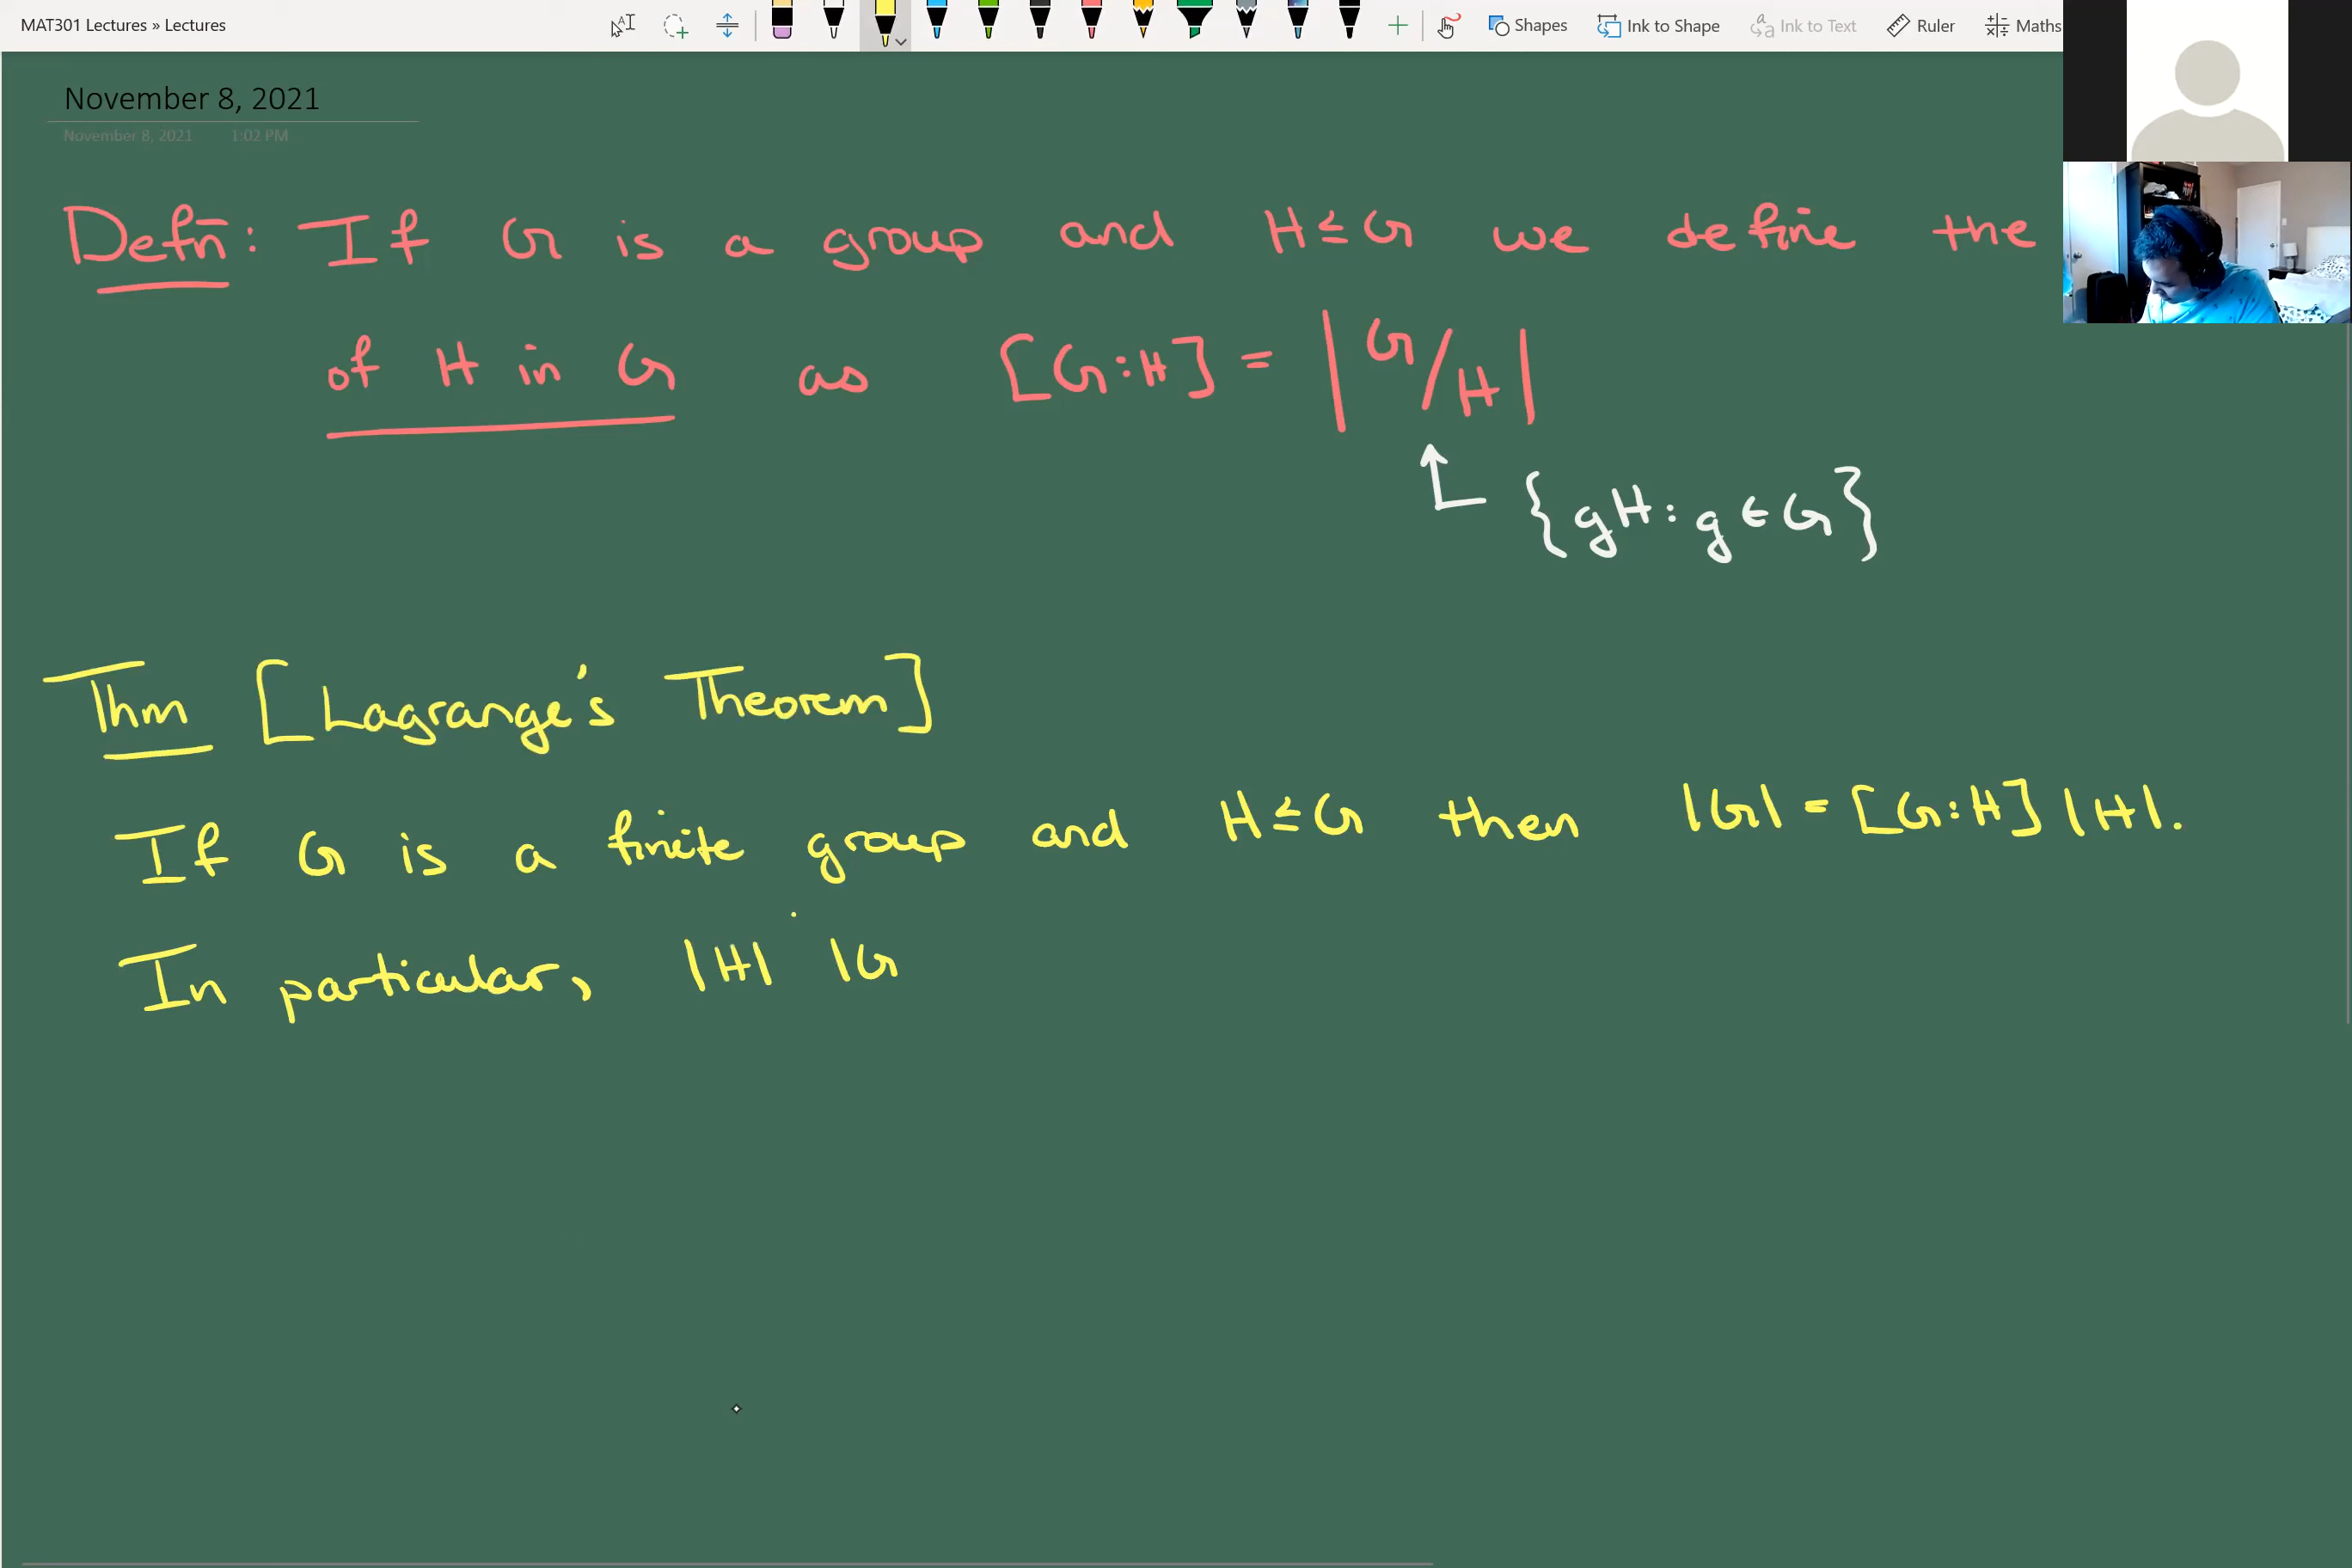 MAT301 Lectures » Lectures
Shapes Ink to Shape Ink to Text Ruler Maths
November 8, 2021
November 8, 2021 1:02 PM
Defn: If G is a group and H ≤ G we define the
of H in G as [G:H] = |G/H|
{gH: g ∈ G}
Thm [Lagrange's Theorem]
If G is a finite group and H ≤ G then |G| = [G:H] |H|.
In particular, |H| |G